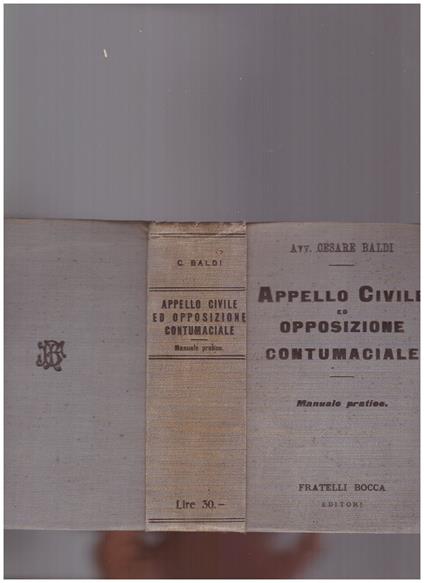 C. BALDI
APPELLO CIVILE
ED OPPOSIZIONE
CONTUMACIALE
Manuale pratico.
Lire 30.–
Avv. CESARE BALDI
APPELLO CIVILE
ED
OPPOSIZIONE
CONTUMACIALE
Manuale pratico.
FRATELLI BOCCA
EDITORI